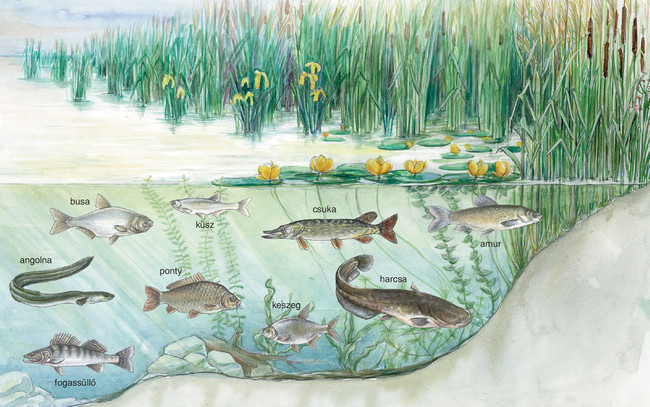 busa
küsz
csuka
amur
angolna
ponty
harcsa
keszeg
fogassüllő